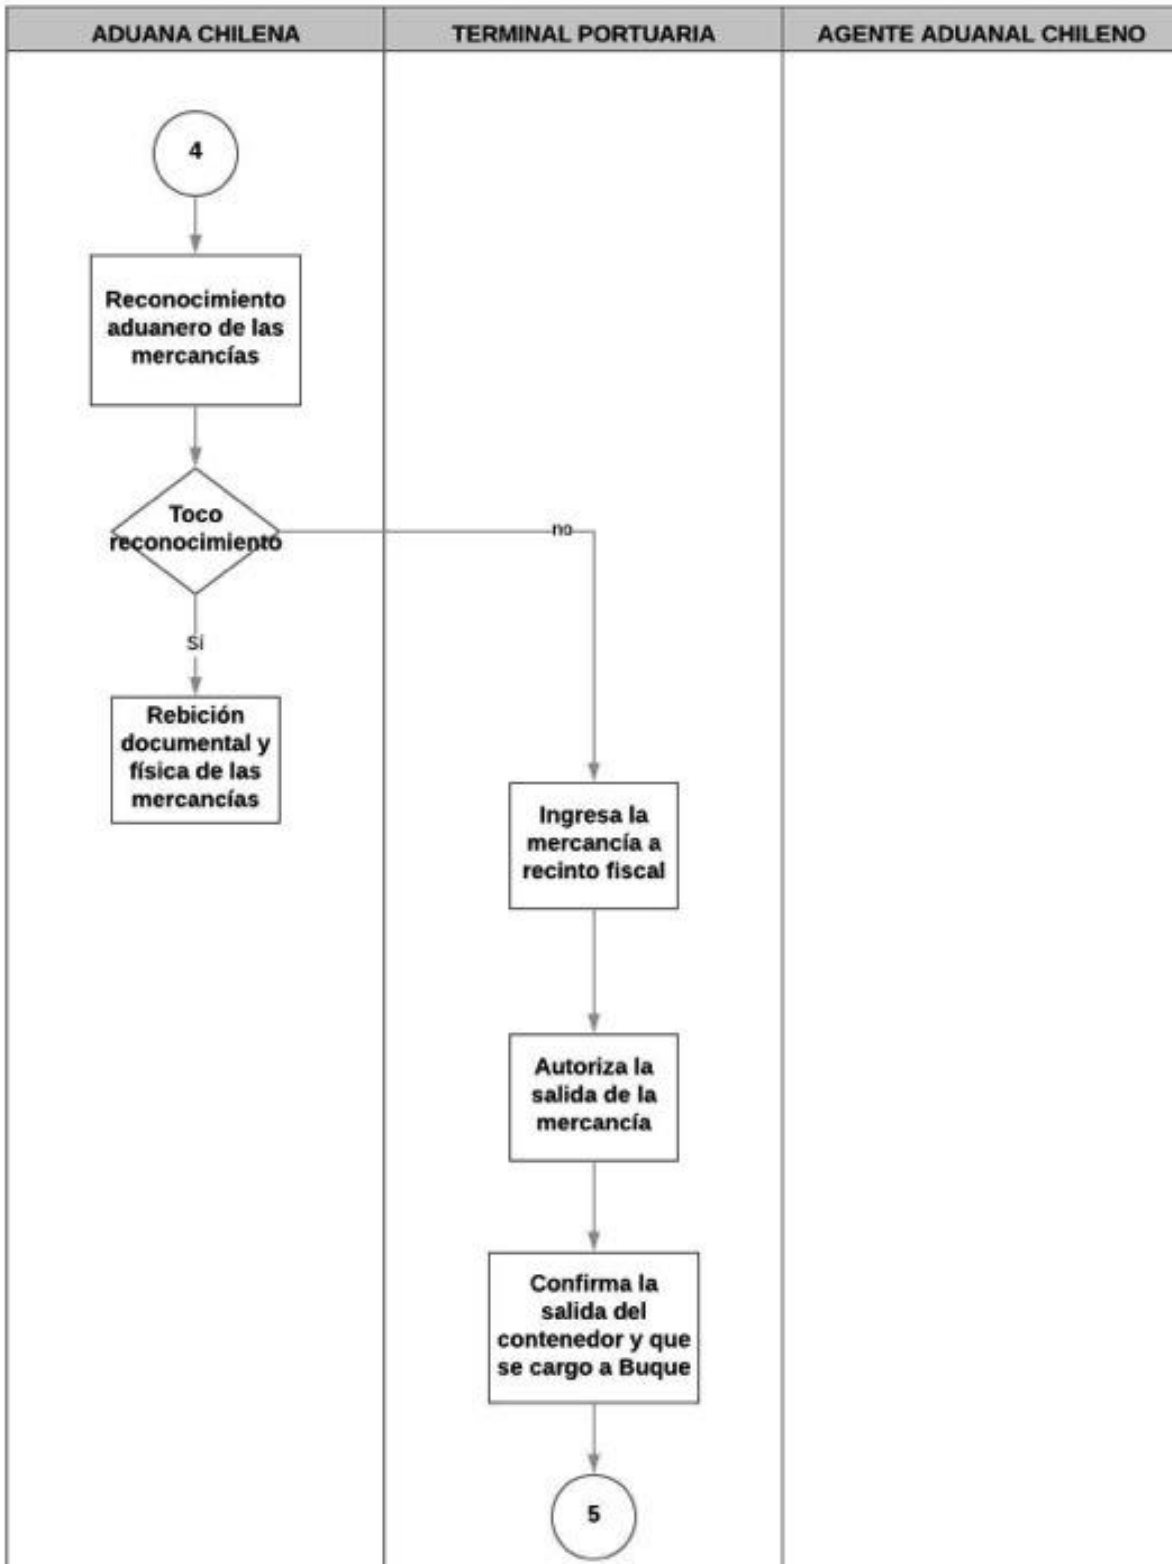 ADUANA CHILENA
TERMINAL PORTUARIA
AGENTE ADUANAL CHILENO
4
Reconocimiento
aduanero de las
mercancías
Toco
reconocimiento
no
Sí
Rebición
documental y
física de las
mercancías
Ingresa la
mercancía a
recinto fiscal
Autoriza la
salida de la
mercancía
Confirma la
salida del
contenedor y que
se cargo a Buque
5